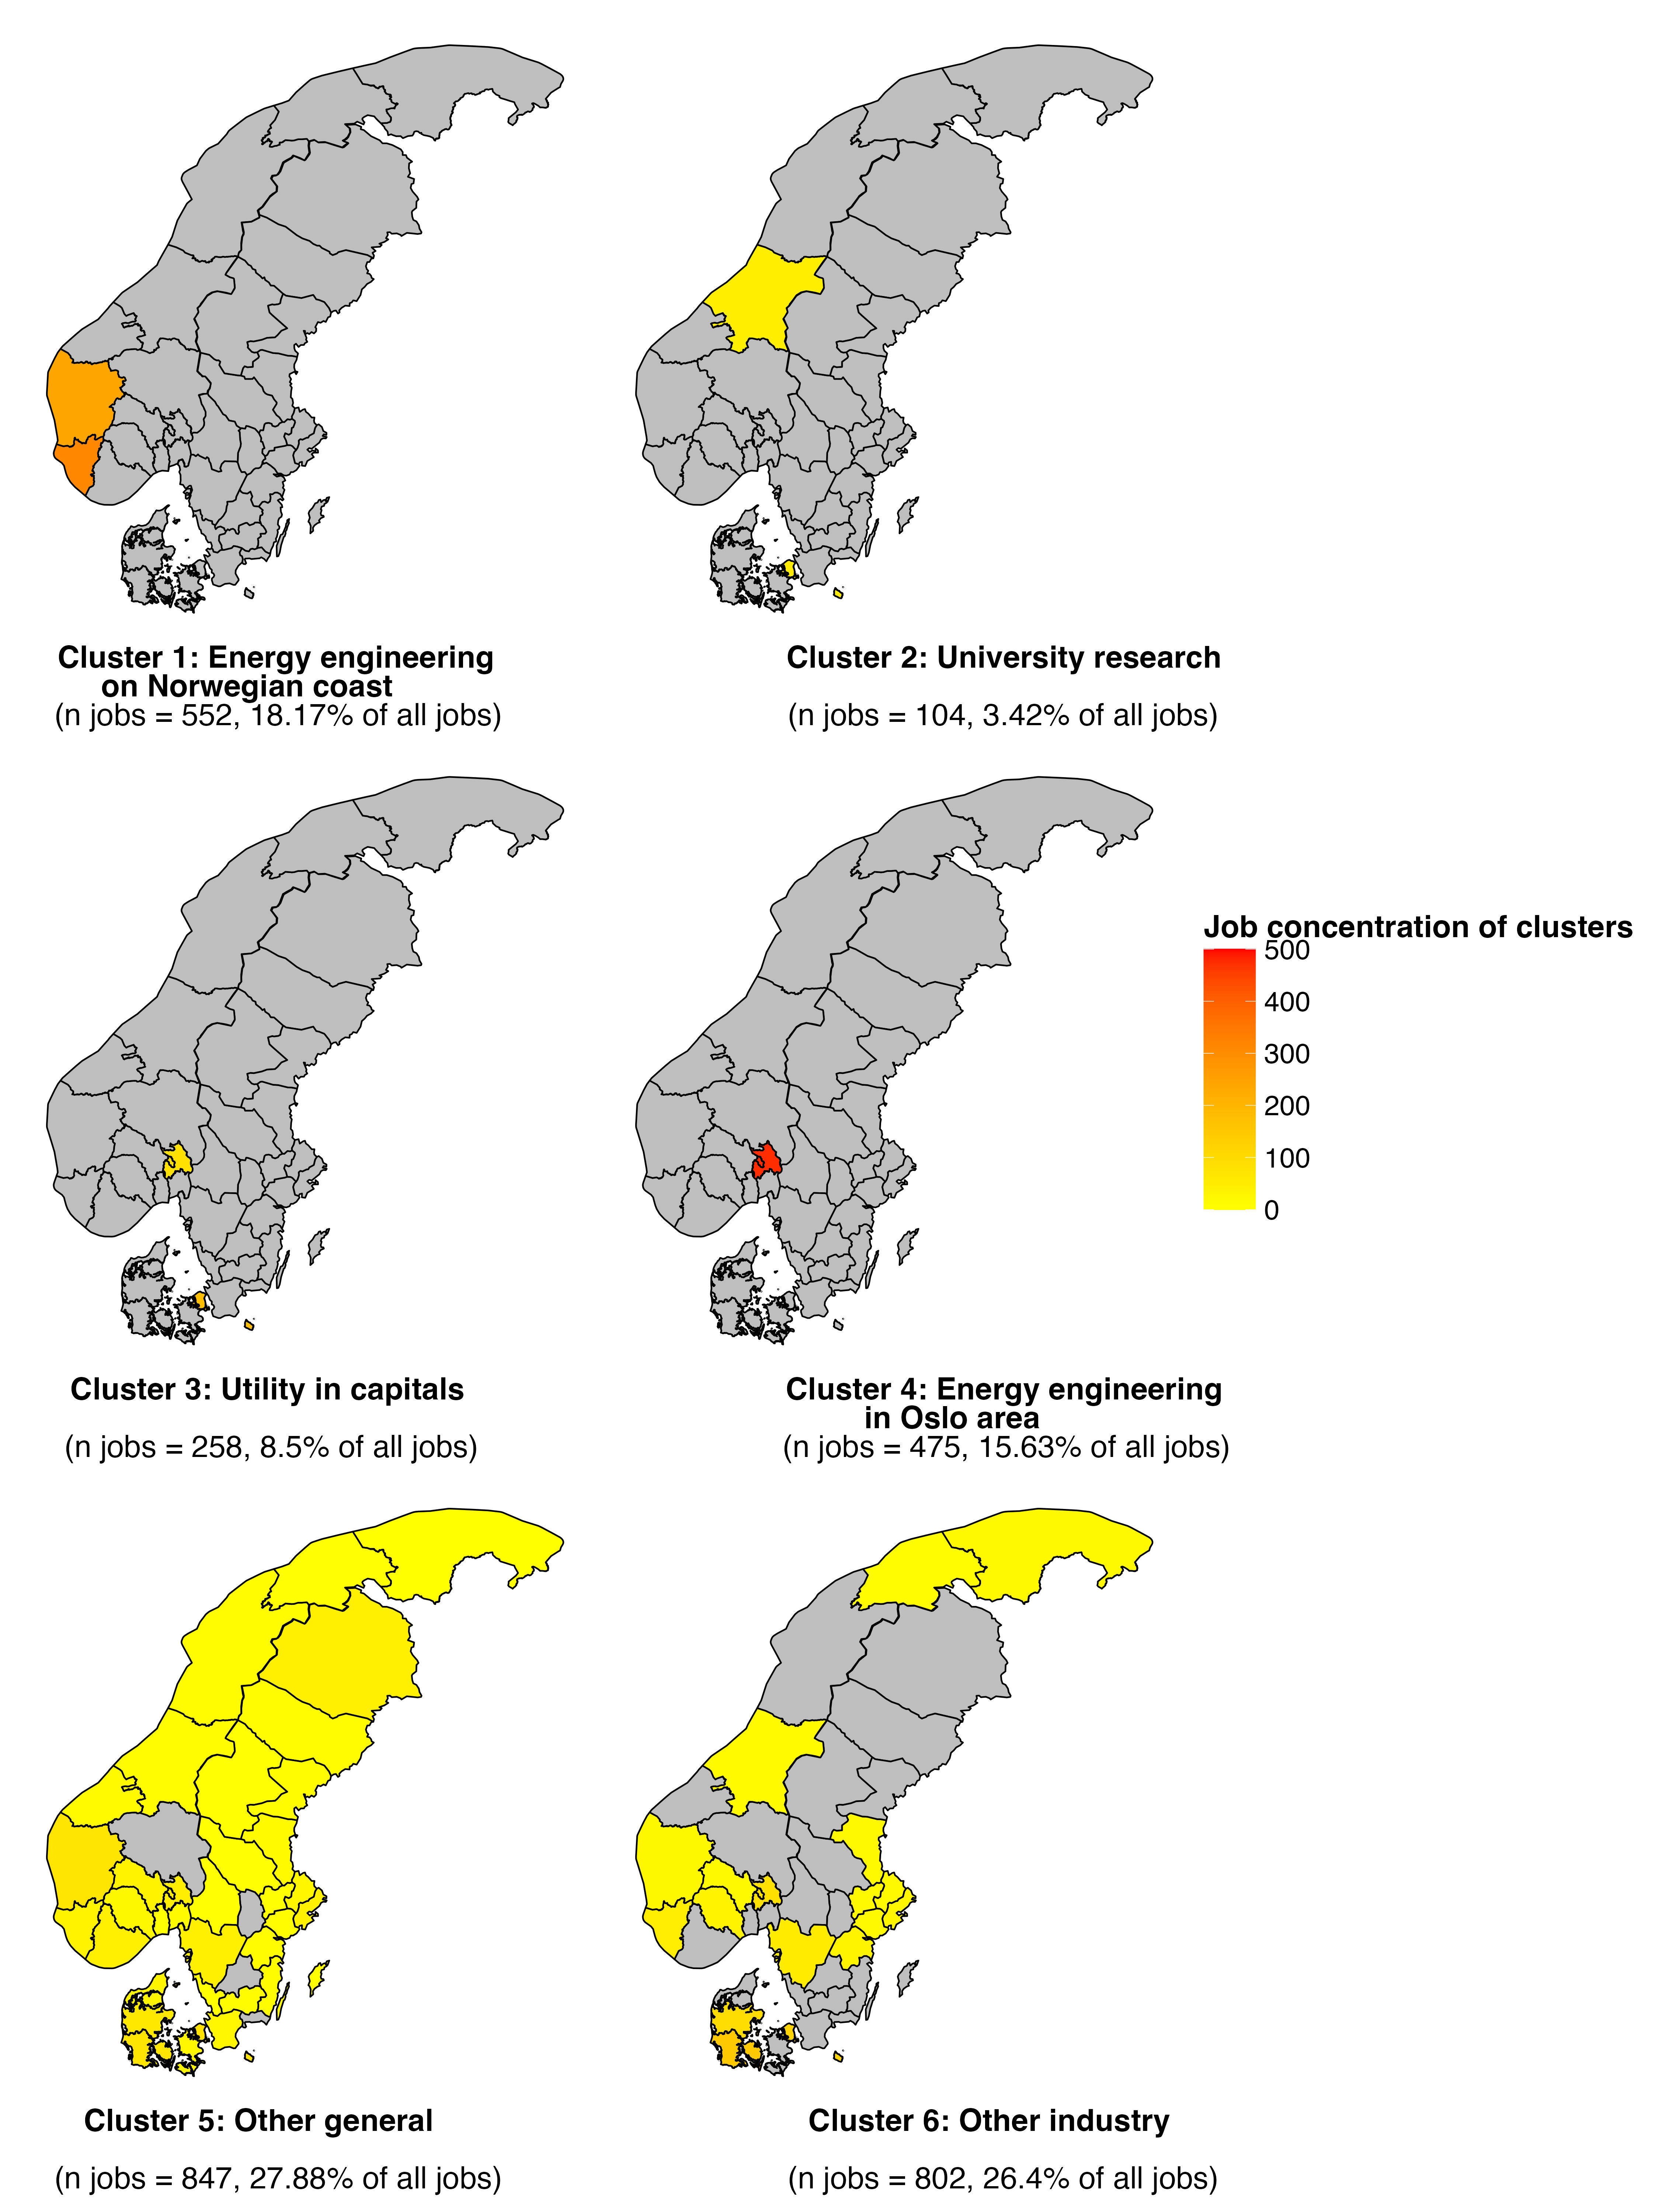 Cluster 1: Energy engineering
on Norwegian coast
(n jobs = 552, 18.17% of all jobs)
Cluster 2: University research
(n jobs = 104, 3.42% of all jobs)
Job concentration of clusters
500
400
300
200
100
0
Cluster 3: Utility in capitals
(n jobs = 258, 8.5% of all jobs)
Cluster 4: Energy engineering
in Oslo area
(n jobs = 475, 15.63% of all jobs)
Cluster 5: Other general
(n jobs = 847, 27.88% of all jobs)
Cluster 6: Other industry
(n jobs = 802, 26.4% of all jobs)